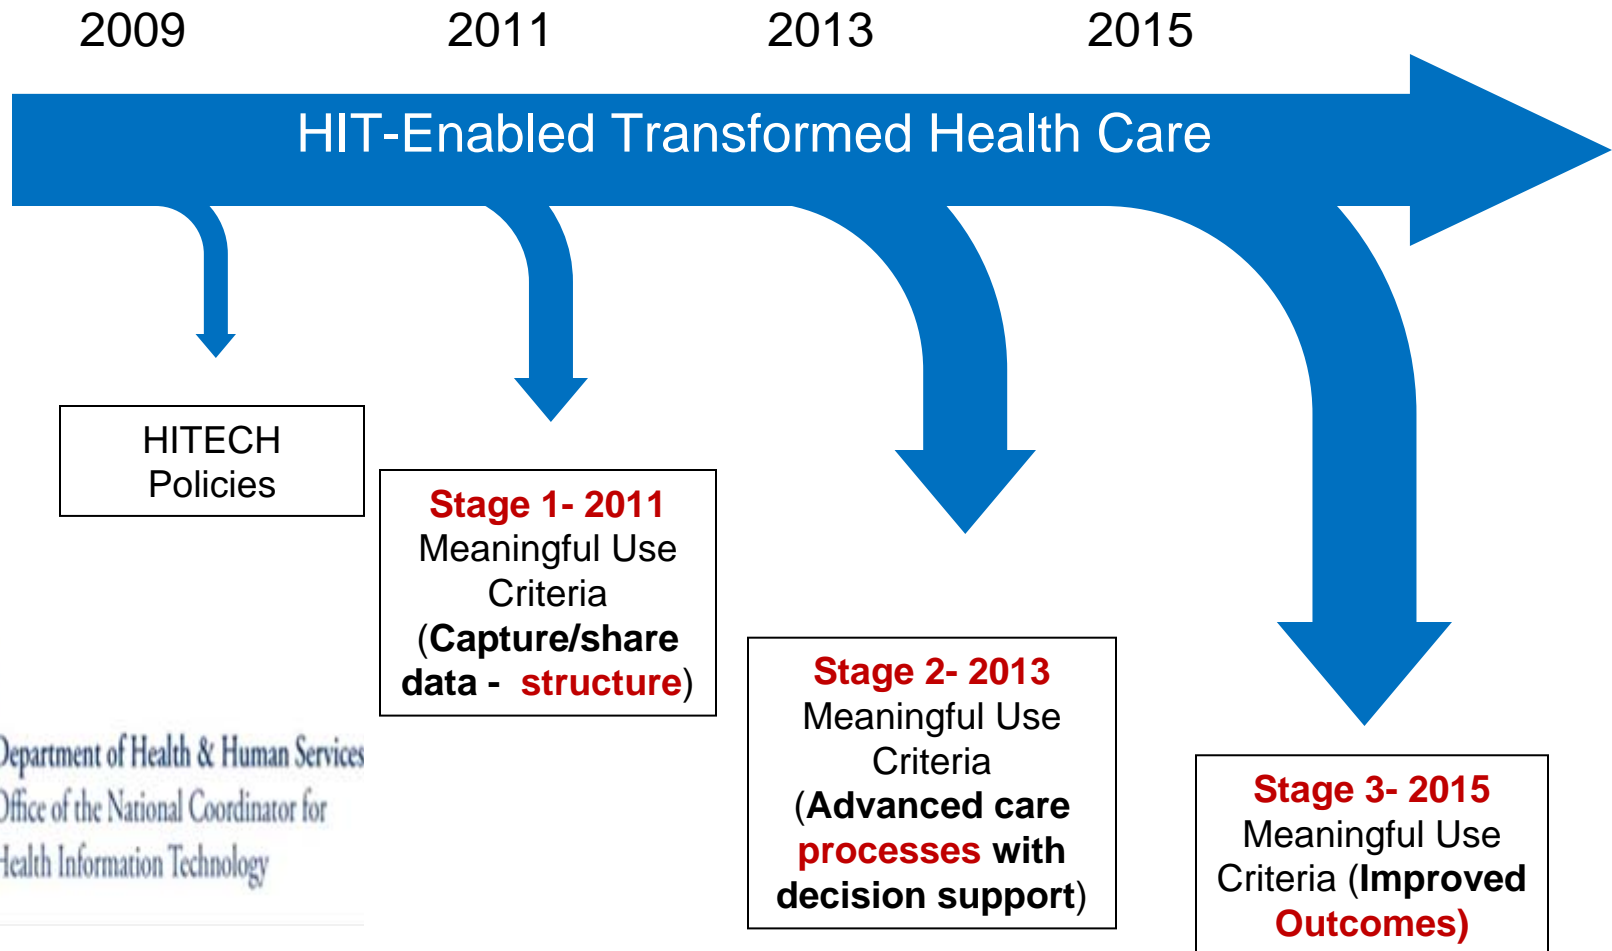 2009 2011 2013 2015
HIT-Enabled Transformed Health Care
HITECH
Policies
Stage 1- 2011
Meaningful Use
Criteria
(Capture/share
data - structure)
Stage 2- 2013
Meaningful Use
Criteria
(Advanced care
processes with
decision support)
Stage 3- 2015
Meaningful Use
Criteria (Improved
Outcomes)
Department of Health & Human Services
Office of the National Coordinator for
Health Information Technology